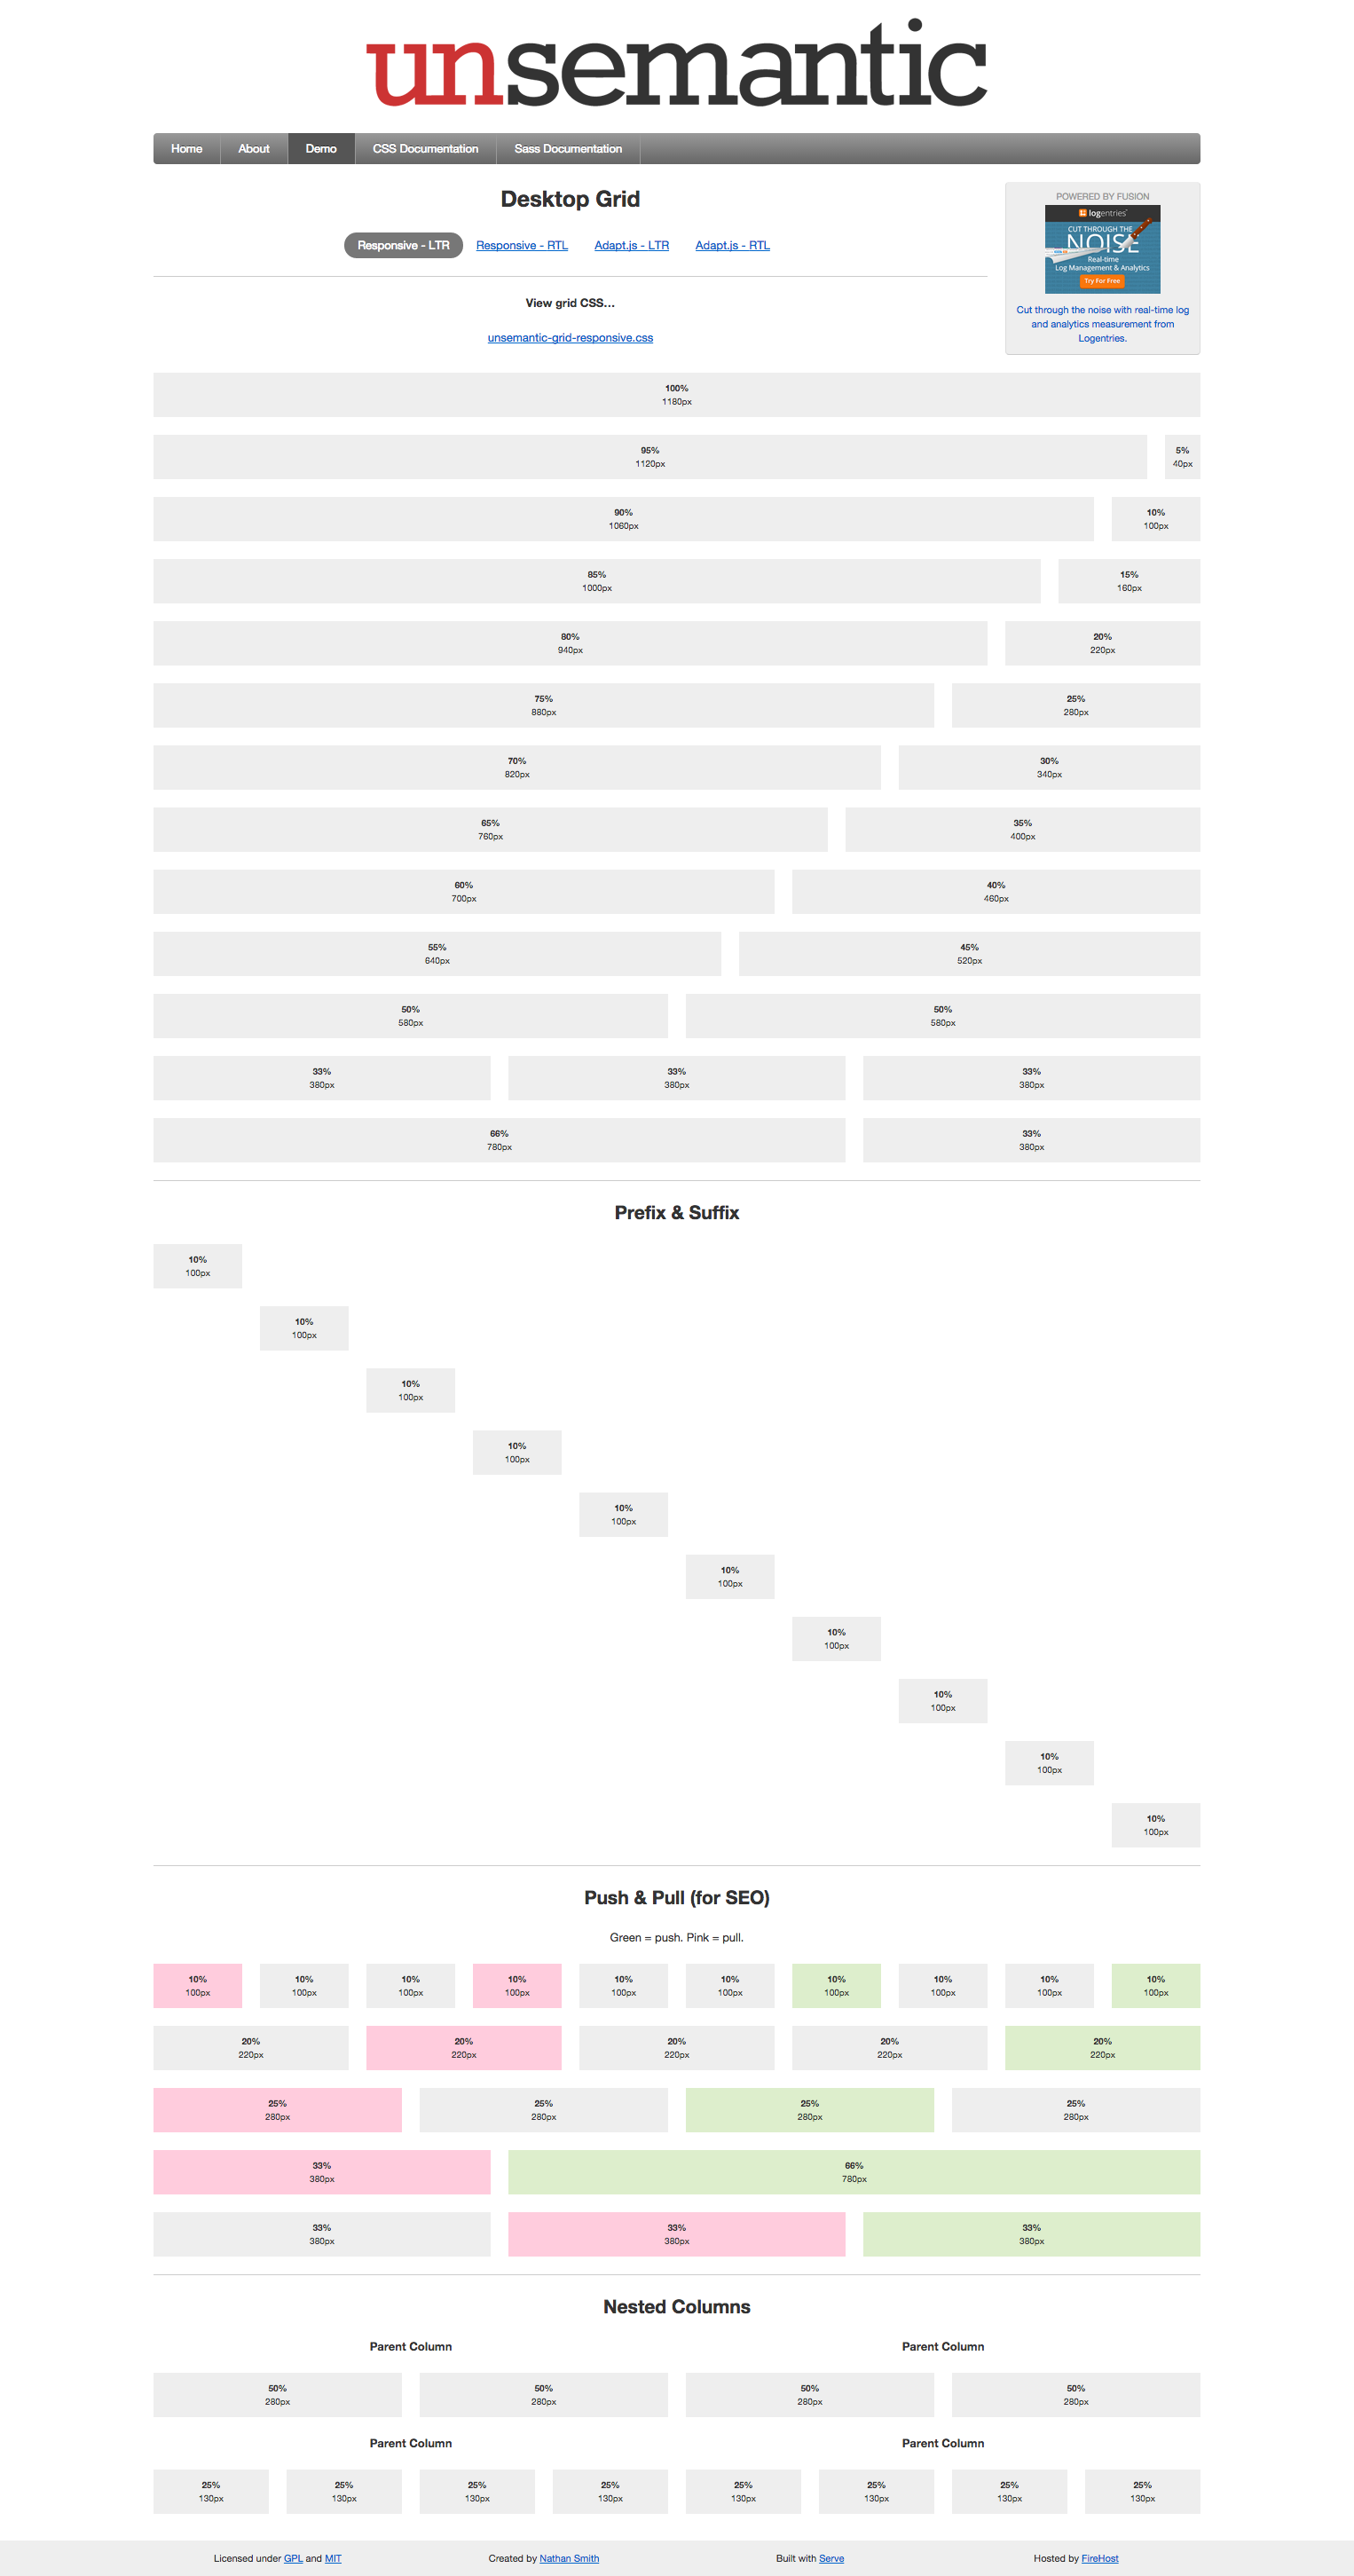 unsemantic
Home About Demo CSS Documentation Sass Documentation
Desktop Grid
Responsive - LTR Responsive - RTL Adapt.js - LTR Adapt.js - RTL
View grid CSS...
unsemantic-grid-responsive.css
POWERED BY FUSION
logentries
CUT THROUGH THE
NOISE
Real-time
Log Management & Analytics
Try For Free
Cut through the noise with real-time log
and analytics measurement from
Logentries.
100%
1180px
95% 5%
1120px 40px
90% 10%
1060px 100px
85% 15%
1000px 160px
80% 20%
940px 220px
75% 25%
880px 280px
70% 30%
820px 340px
65% 35%
760px 400px
60% 40%
700px 460px
55% 45%
640px 520px
50% 50%
580px 580px
33% 33% 33%
380px 380px 380px
66% 33%
780px 380px
Prefix & Suffix
10%
100px
10%
100px
10%
100px
10%
100px
10%
100px
10%
100px
10%
100px
10%
100px
10%
100px
10%
100px
Push & Pull (for SEO)
Green = push. Pink = pull.
10% 10% 10% 10% 10% 10% 10% 10% 10% 10%
100px 100px 100px 100px 100px 100px 100px 100px 100px 100px
20% 20% 20% 20% 20%
220px 220px 220px 220px 220px
25% 25% 25% 25%
280px 280px 280px 280px
33% 66%
380px 780px
33% 33% 33%
380px 380px 380px
Nested Columns
Parent Column Parent Column
50% 50% 50% 50%
280px 280px 280px 280px
Parent Column Parent Column
25% 25% 25% 25% 25% 25% 25% 25%
130px 130px 130px 130px 130px 130px 130px 130px
Licensed under GPL and MIT Created by Nathan Smith Built with Serve Hosted by FireHost